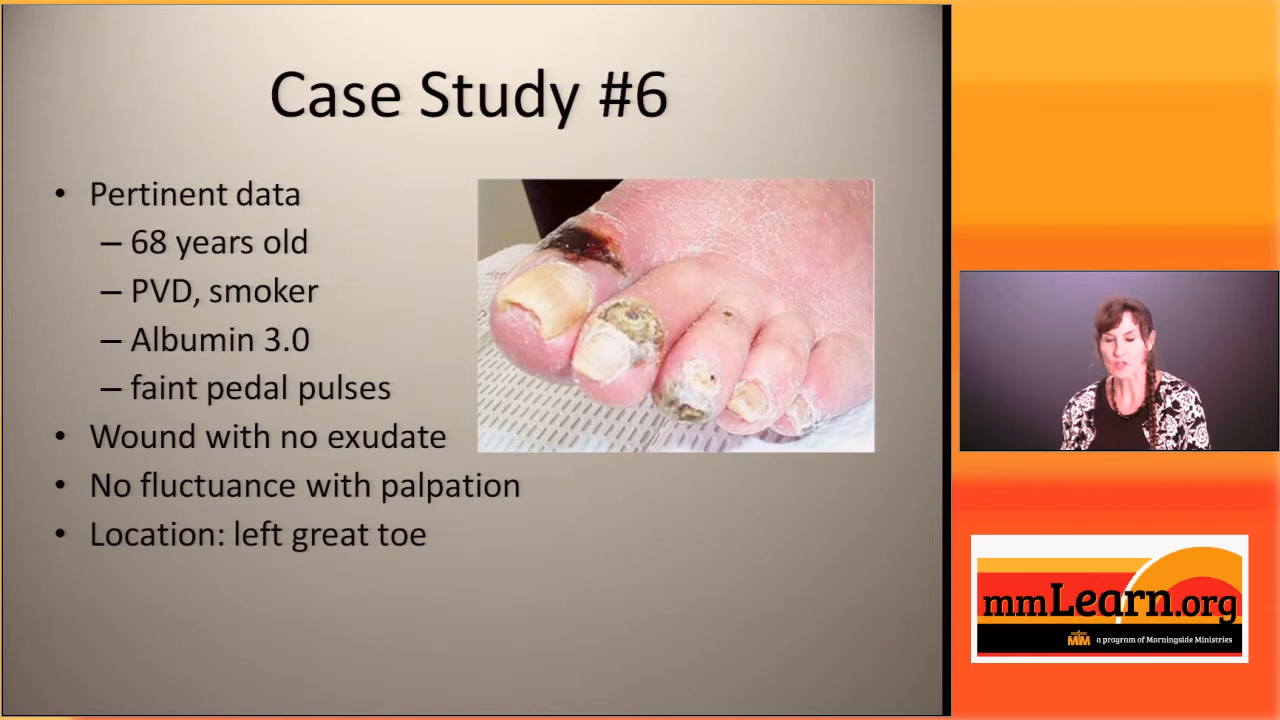 Case Study #6
• Pertinent data
– 68 years old
– PVD, smoker
– Albumin 3.0
– faint pedal pulses
• Wound with no exudate
• No fluctuance with palpation
• Location: left great toe
mmLearn.org
MM a program of Morningside Ministries